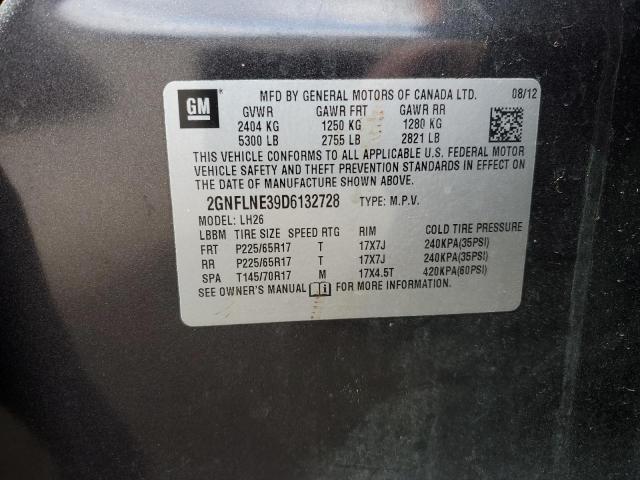 GM
MFD BY GENERAL MOTORS OF CANADA LTD. 08/12
GVWR GAWR FRT GAWR RR
2404 KG 1250 KG 1280 KG
5300 LB 2755 LB 2821 LB
THIS VEHICLE CONFORMS TO ALL APPLICABLE U.S. FEDERAL MOTOR
VEHICLE SAFETY AND THEFT PREVENTION STANDARDS IN EFFECT ON
THE DATE OF MANUFACTURE SHOWN ABOVE.
2GNFLNE39D6132728 TYPE: M.P.V.
MODEL: LH26
LBBM TIRE SIZE SPEED RTG RIM COLD TIRE PRESSURE
FRT P225/65R17 T 17X7J 240KPA(35PSI)
RR P225/65R17 T 17X7J 240KPA(35PSI)
SPA T145/70R17 M 17X4.5T 420KPA(60PSI)
SEE OWNER'S MANUAL FOR MORE INFORMATION.